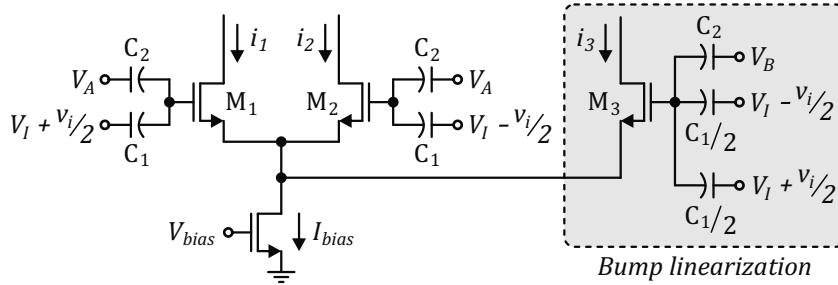 i1
i2
i3
C2
C2
C2
VA
VA
VB
M1
M2
M3
VI + vi/2
VI − vi/2
VI − vi/2
C1
C1
C1/2
VI + vi/2
C1/2
Vbias
Ibias
Bump linearization